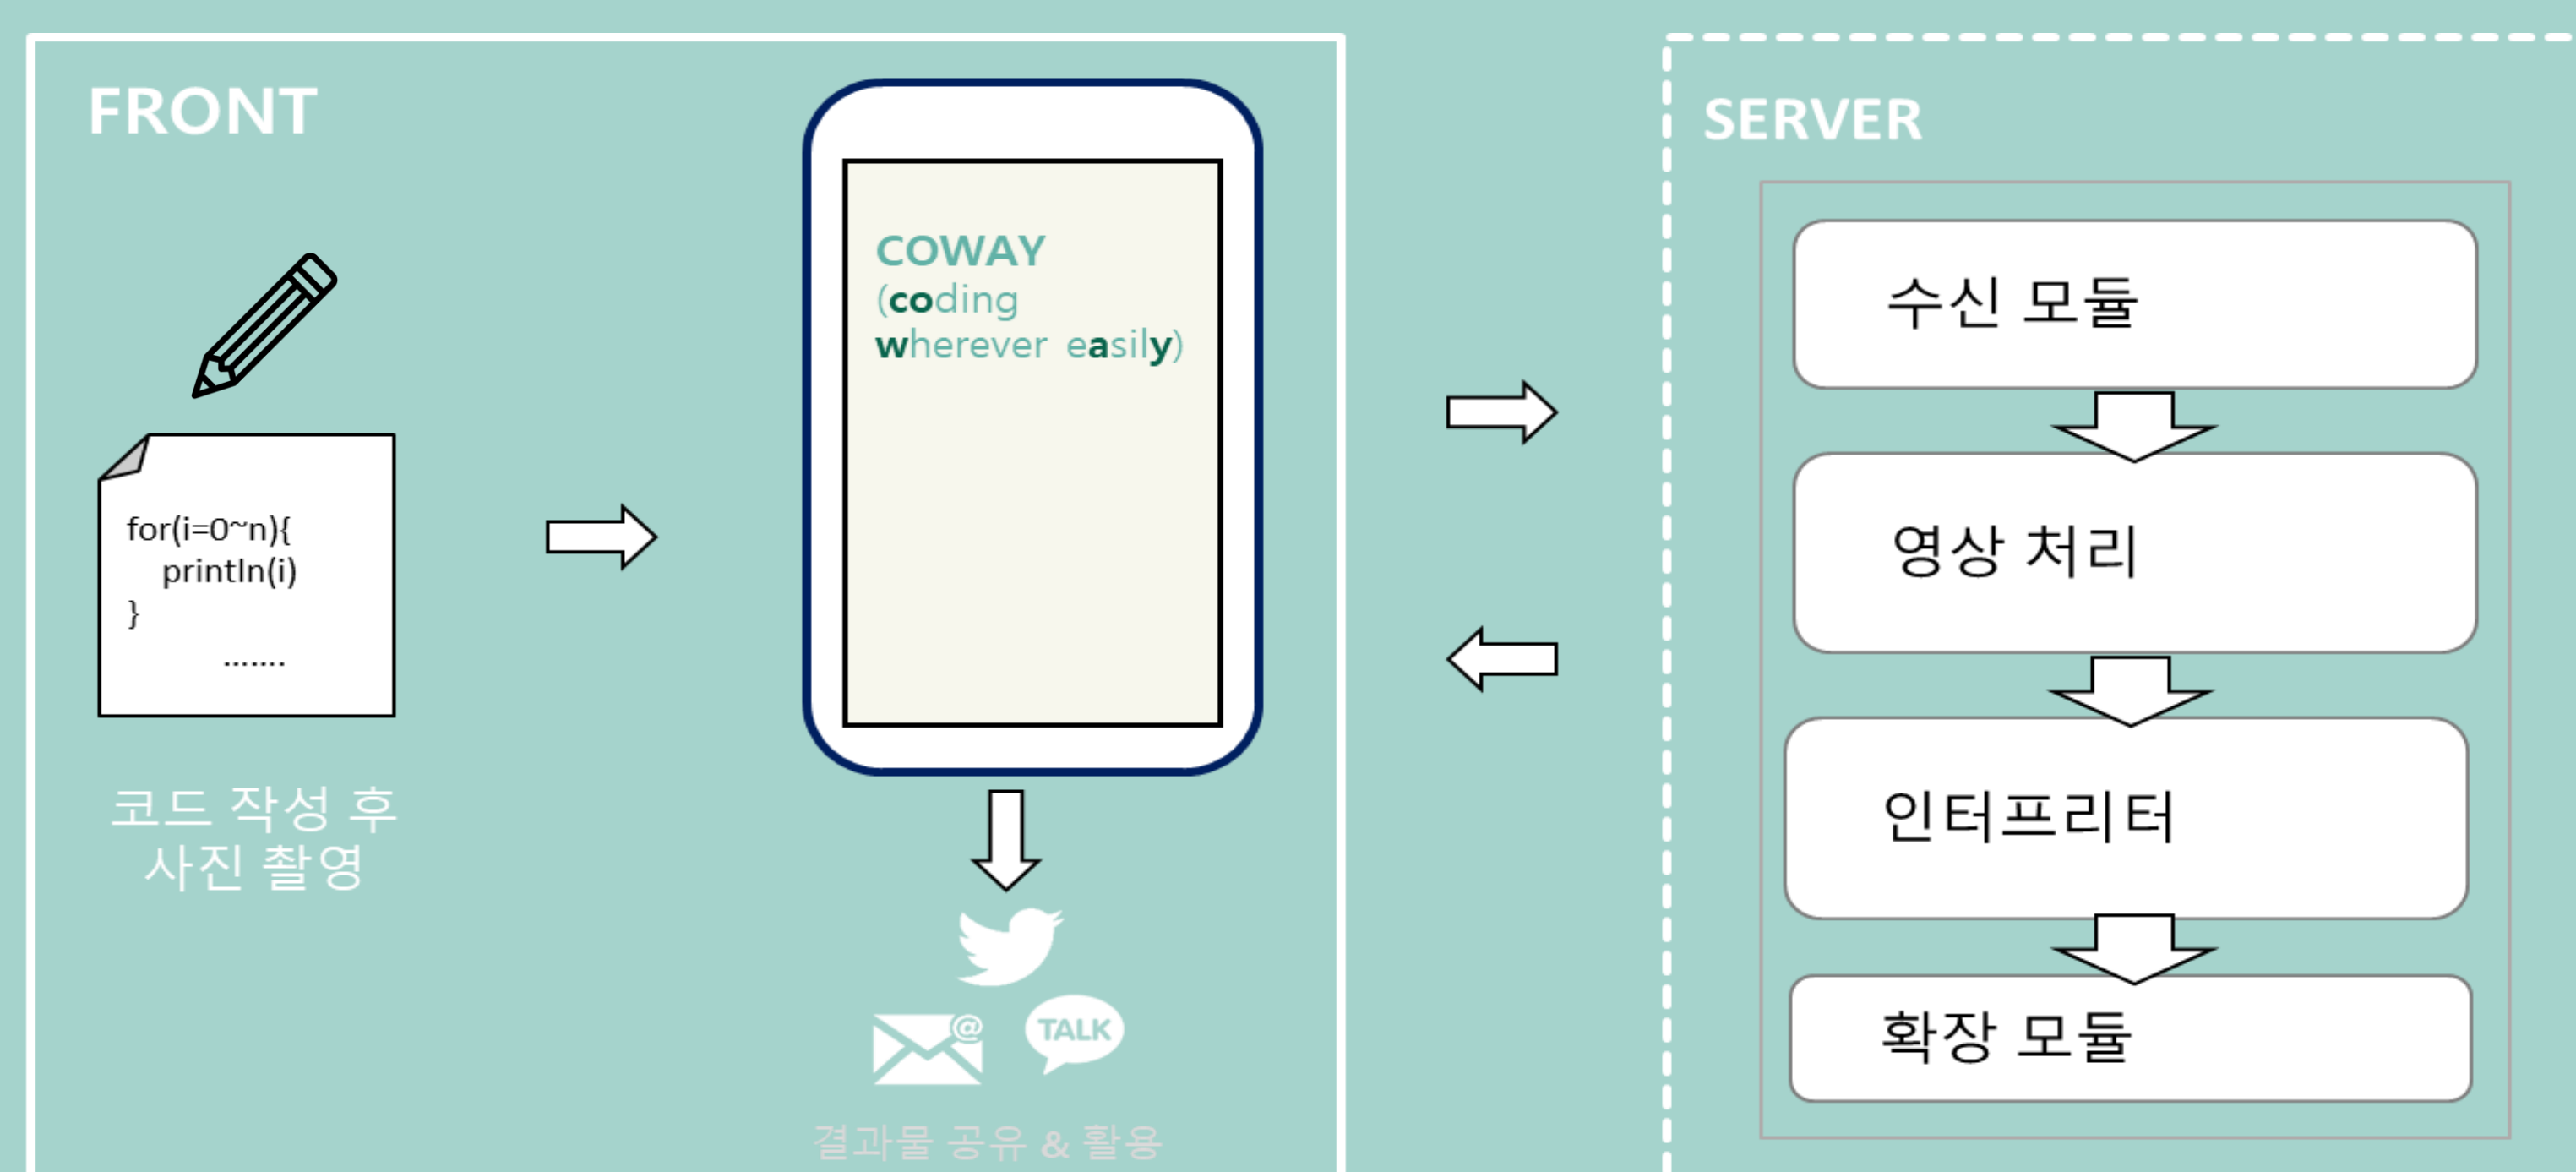 FRONT
for(i=0~n){
println(i)
}
.......
코드 작성 후
사진 촬영
COWAY
(coding
wherever easily)
TALK
@
결과물 공유 & 활용
SERVER
수신 모듈
영상 처리
인터프리터
확장 모듈